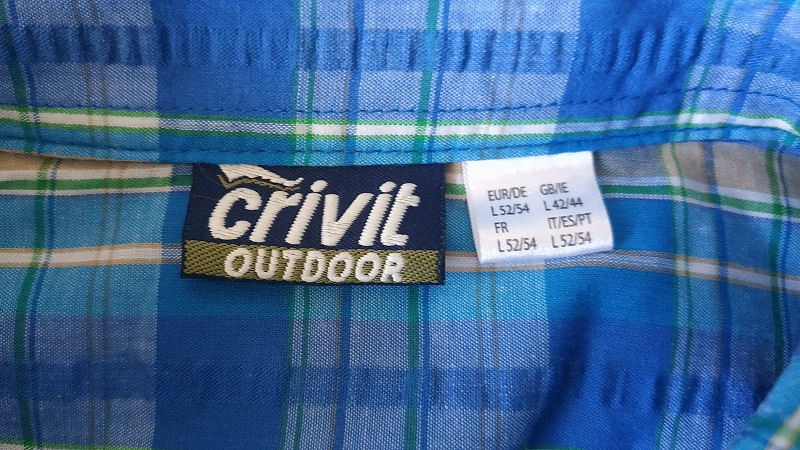 crivit
OUTDOOR
EUR/DE GB/IE
L 52/54 L 42/44
FR IT/ES/PT
L 52/54 L 52/54